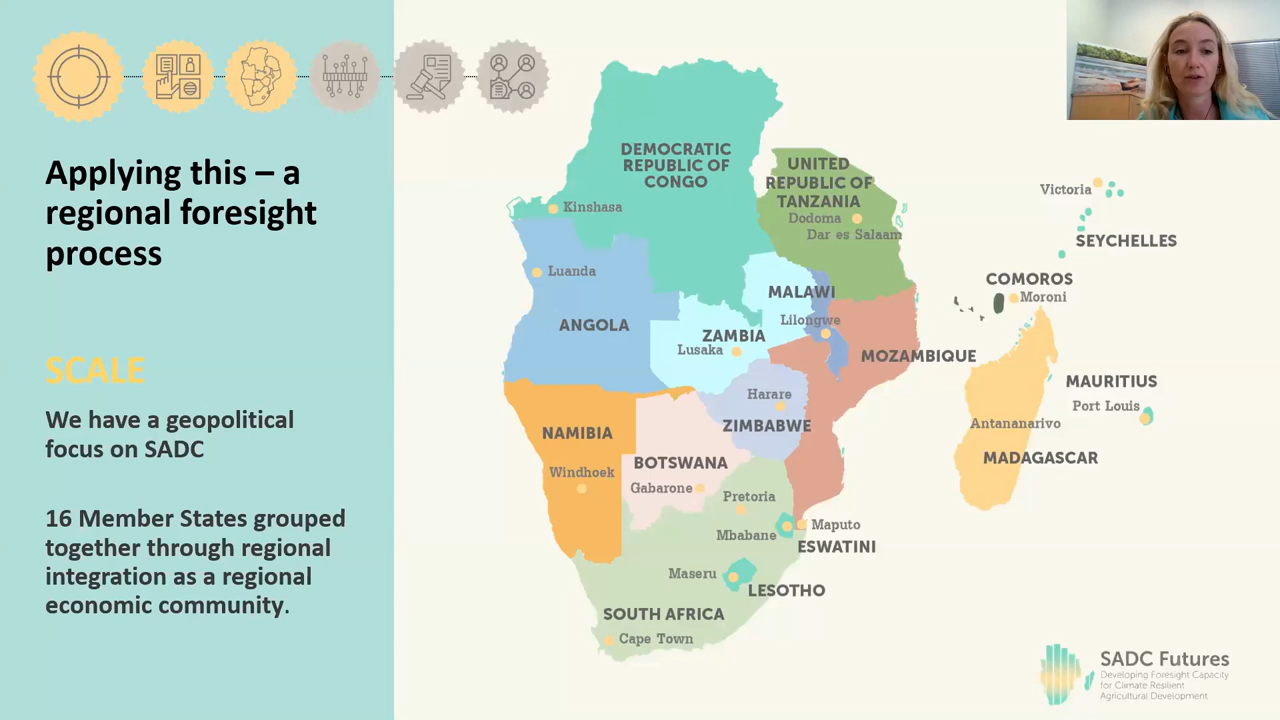 Applying this – a
regional foresight
process
SCALE
We have a geopolitical
focus on SADC
16 Member States grouped
together through regional
integration as a regional
economic community.
DEMOCRATIC
REPUBLIC OF
CONGO
Kinshasa
UNITED
REPUBLIC OF
TANZANIA
Dodoma
Dar es Salaam
Victoria
SEYCHELLES
COMOROS
Moroni
Luanda
ANGOLA
MALAWI
Lilongwe
ZAMBIA
Lusaka
MOZAMBIQUE
MAURITIUS
Port Louis
Antananarivo
MADAGASCAR
Harare
ZIMBABWE
NAMIBIA
Windhoek
BOTSWANA
Gabarone
Pretoria
Mbabane
Maputo
ESWATINI
Maseru
LESOTHO
SOUTH AFRICA
Cape Town
SADC Futures
Developing Foresight Capacity
for Climate Resilient
Agricultural Development